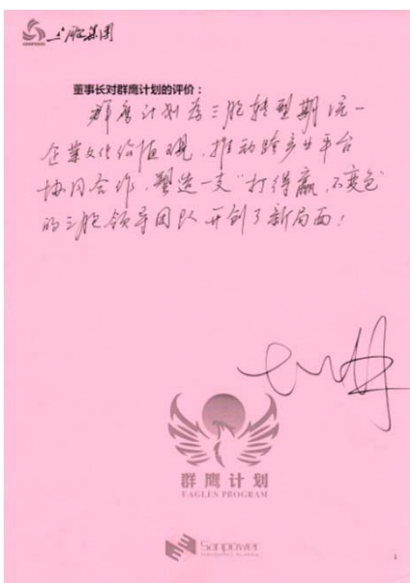 三胞集团
董事长对群鹰计划的评价：
群鹰计划为三胞转型期统一
企業文化价值观，推动跨产业平台
协同合作，塑造一支"打得赢，不变色
的三胞领导团队开创了新局面！
群鹰计划
EAGLES PROGRAM
Sanpower